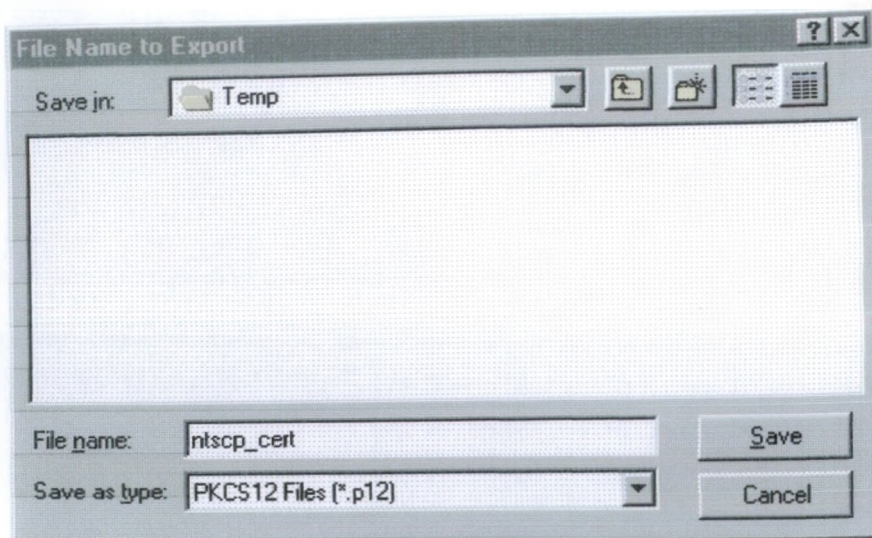 File Name to Export
Save in: Temp
File name: ntscp_cert Save
Save as type: PKCS12 Files (*.p12) Cancel